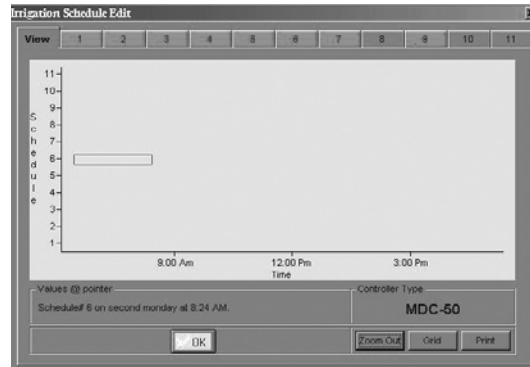 Irrigation Schedule Edit
View 1 2 3 4 5 6 7 8 9 10 11
11
10
9
8
7
6
5
4
3
2
1
Schedule
9.00 Am 12.00 Pm 3:00 Pm
Time
Values @ pointer
Schedule# 6 on second monday at 8:24 AM.
Controller Type
MDC-50
OK
Zoom Out Grid Print